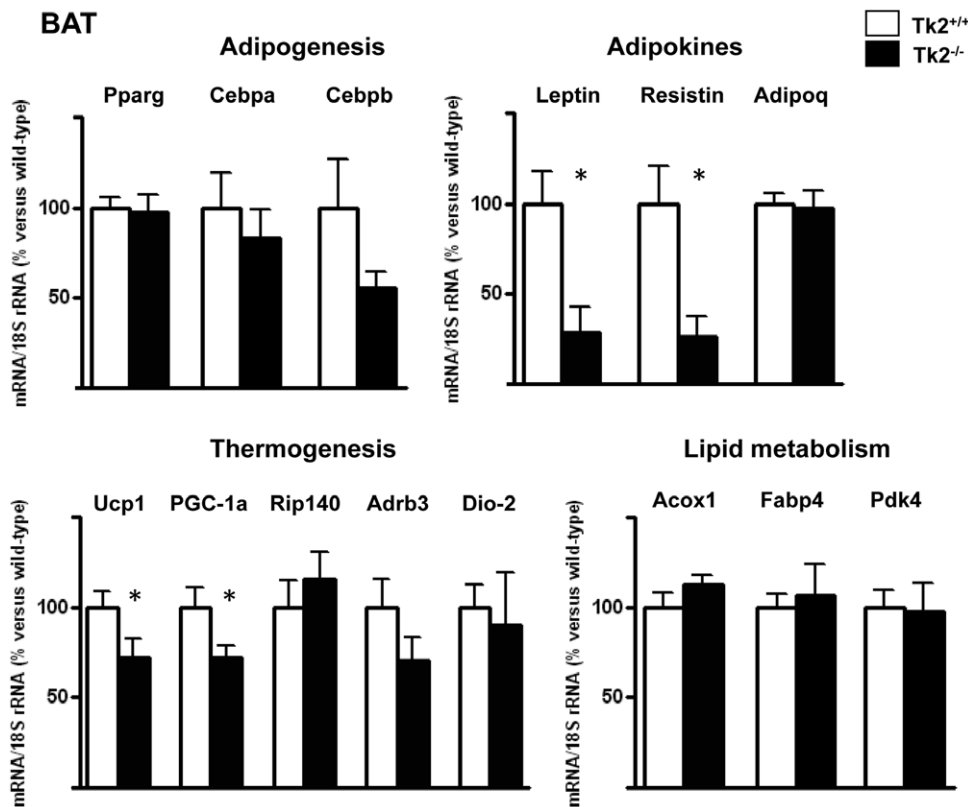 BAT
Tk2+/+
Tk2-/-
Adipogenesis
Pparg Cebpa Cebpb
mRNA/18S rRNA (% versus wild-type)
100
50
Adipokines
Leptin Resistin Adipoq
* *
mRNA/18S rRNA (% versus wild-type)
100
50
Thermogenesis
Ucp1 PGC-1a Rip140 Adrb3 Dio-2
* *
mRNA/18S rRNA (% versus wild-type)
100
50
Lipid metabolism
Acox1 Fabp4 Pdk4
mRNA/18S rRNA (% versus wild-type)
100
50